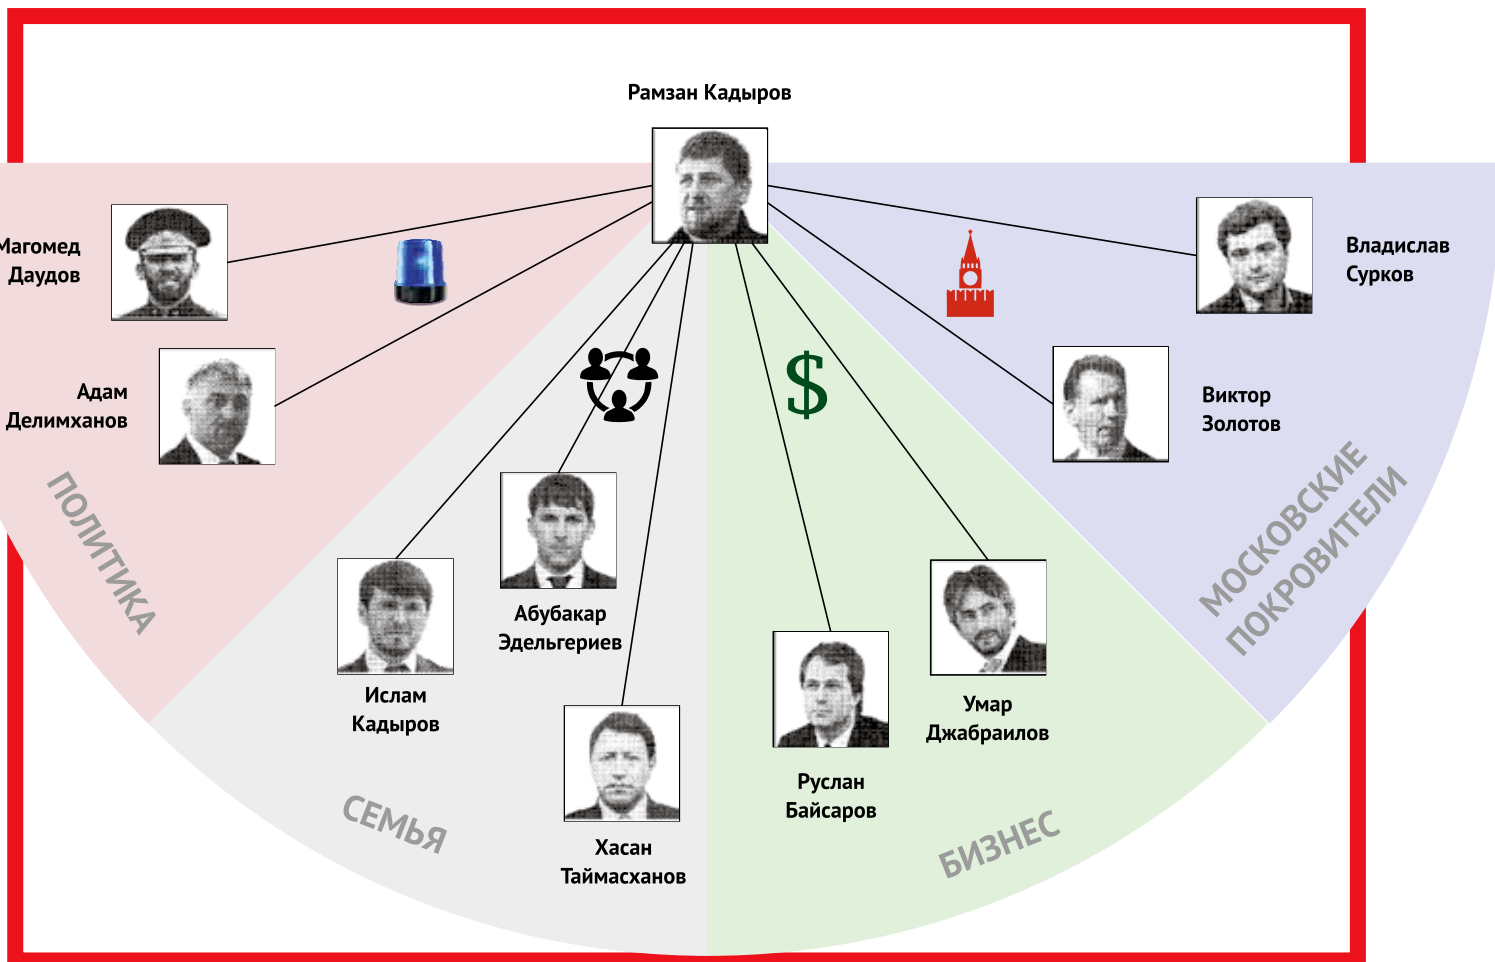 Рамзан Кадыров
Магомед
Даудов
Адам
Делимханов
ПОЛИТИКА
Ислам
Кадыров
Абубакар
Эдельгериев
Хасан
Таймасханов
СЕМЬЯ
$
Руслан
Байсаров
Умар
Джабраилов
БИЗНЕС
Владислав
Сурков
Виктор
Золотов
МОСКОВСКИЕ
ПОКРОВИТЕЛИ